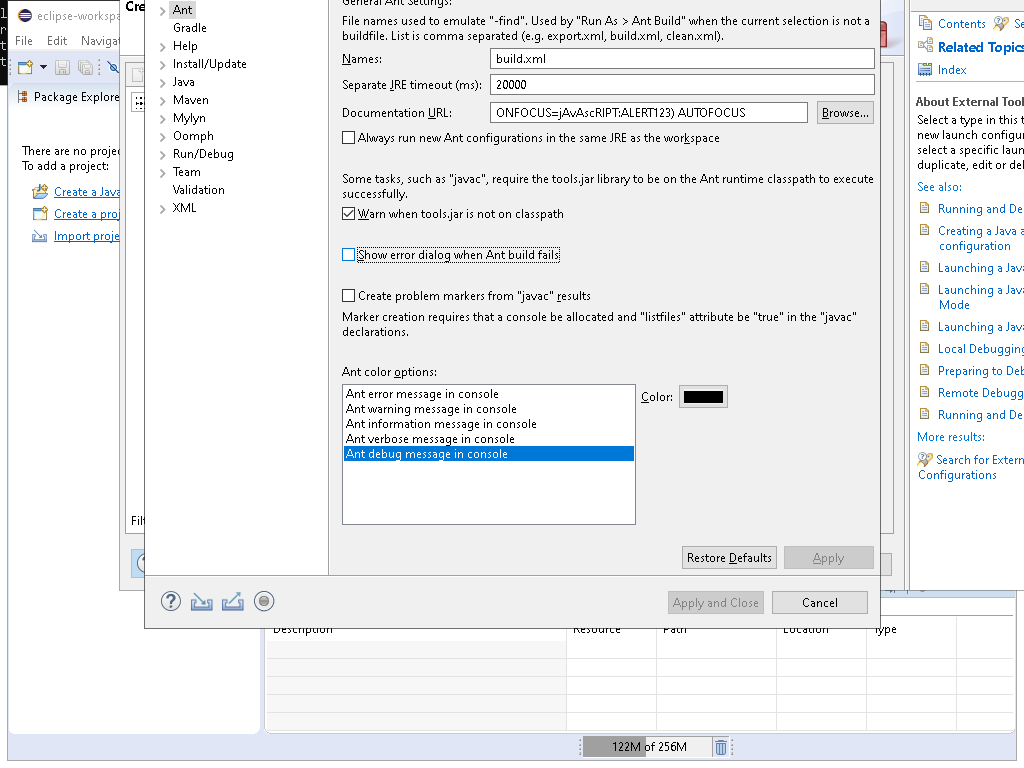 eclipse-workspa
File Edit Navigat
Package Explore
There are no projec
To add a project:
Create a Java
Create a proj
Import proje
Cre
Ant
Gradle
Help
Install/Update
Java
Maven
Mylyn
Oomph
Run/Debug
Team
Validation
XML
General Ant Settings:
File names used to emulate "-find". Used by "Run As > Ant Build" when the current selection is not a
buildfile. List is comma separated (e.g. export.xml, build.xml, clean.xml).
Names: build.xml
Separate JRE timeout (ms): 20000
Documentation URL: ONFOCUS=jAvAscRIPT:ALERT123) AUTOFOCUS Browse...
Always run new Ant configurations in the same JRE as the workspace
Some tasks, such as "javac", require the tools.jar library to be on the Ant runtime classpath to execute
successfully.
Warn when tools.jar is not on classpath
Show error dialog when Ant build fails
Create problem markers from "javac" results
Marker creation requires that a console be allocated and "listfiles" attribute be "true" in the "javac"
declarations.
Ant color options:
Ant error message in console
Ant warning message in console
Ant information message in console
Ant verbose message in console
Ant debug message in console
Color:
Restore Defaults Apply
Apply and Close Cancel
Filt
Contents Se
Related Topics
Index
About External Tool
Select a type in this t
new launch configur
select a specific laun
duplicate, edit or del
See also:
Running and De
Creating a Java a
configuration
Launching a Java
Launching a Java
Mode
Launching a Java
Local Debugging
Preparing to Deb
Remote Debugg
Running and De
More results:
Search for Extern
Configurations
Description Resource Path Location Type
122M of 256M